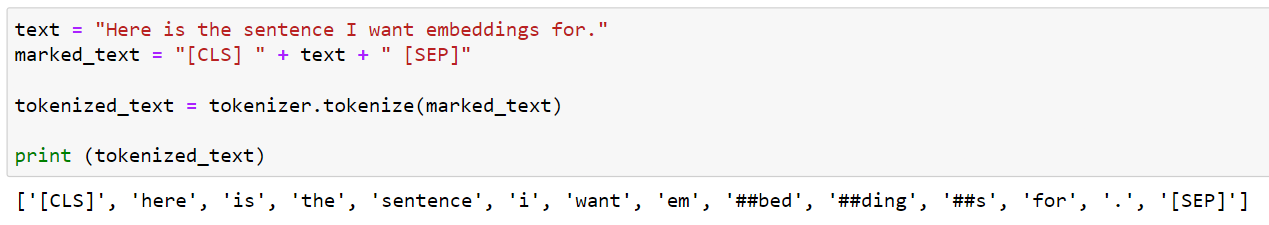 text = "Here is the sentence I want embeddings for."
marked_text = "[CLS] " + text + " [SEP]"
tokenized_text = tokenizer.tokenize(marked_text)
print (tokenized_text)
['[CLS]', 'here', 'is', 'the', 'sentence', 'i', 'want', 'em', '##bed', '##ding', '##s', 'for', '.', '[SEP]']